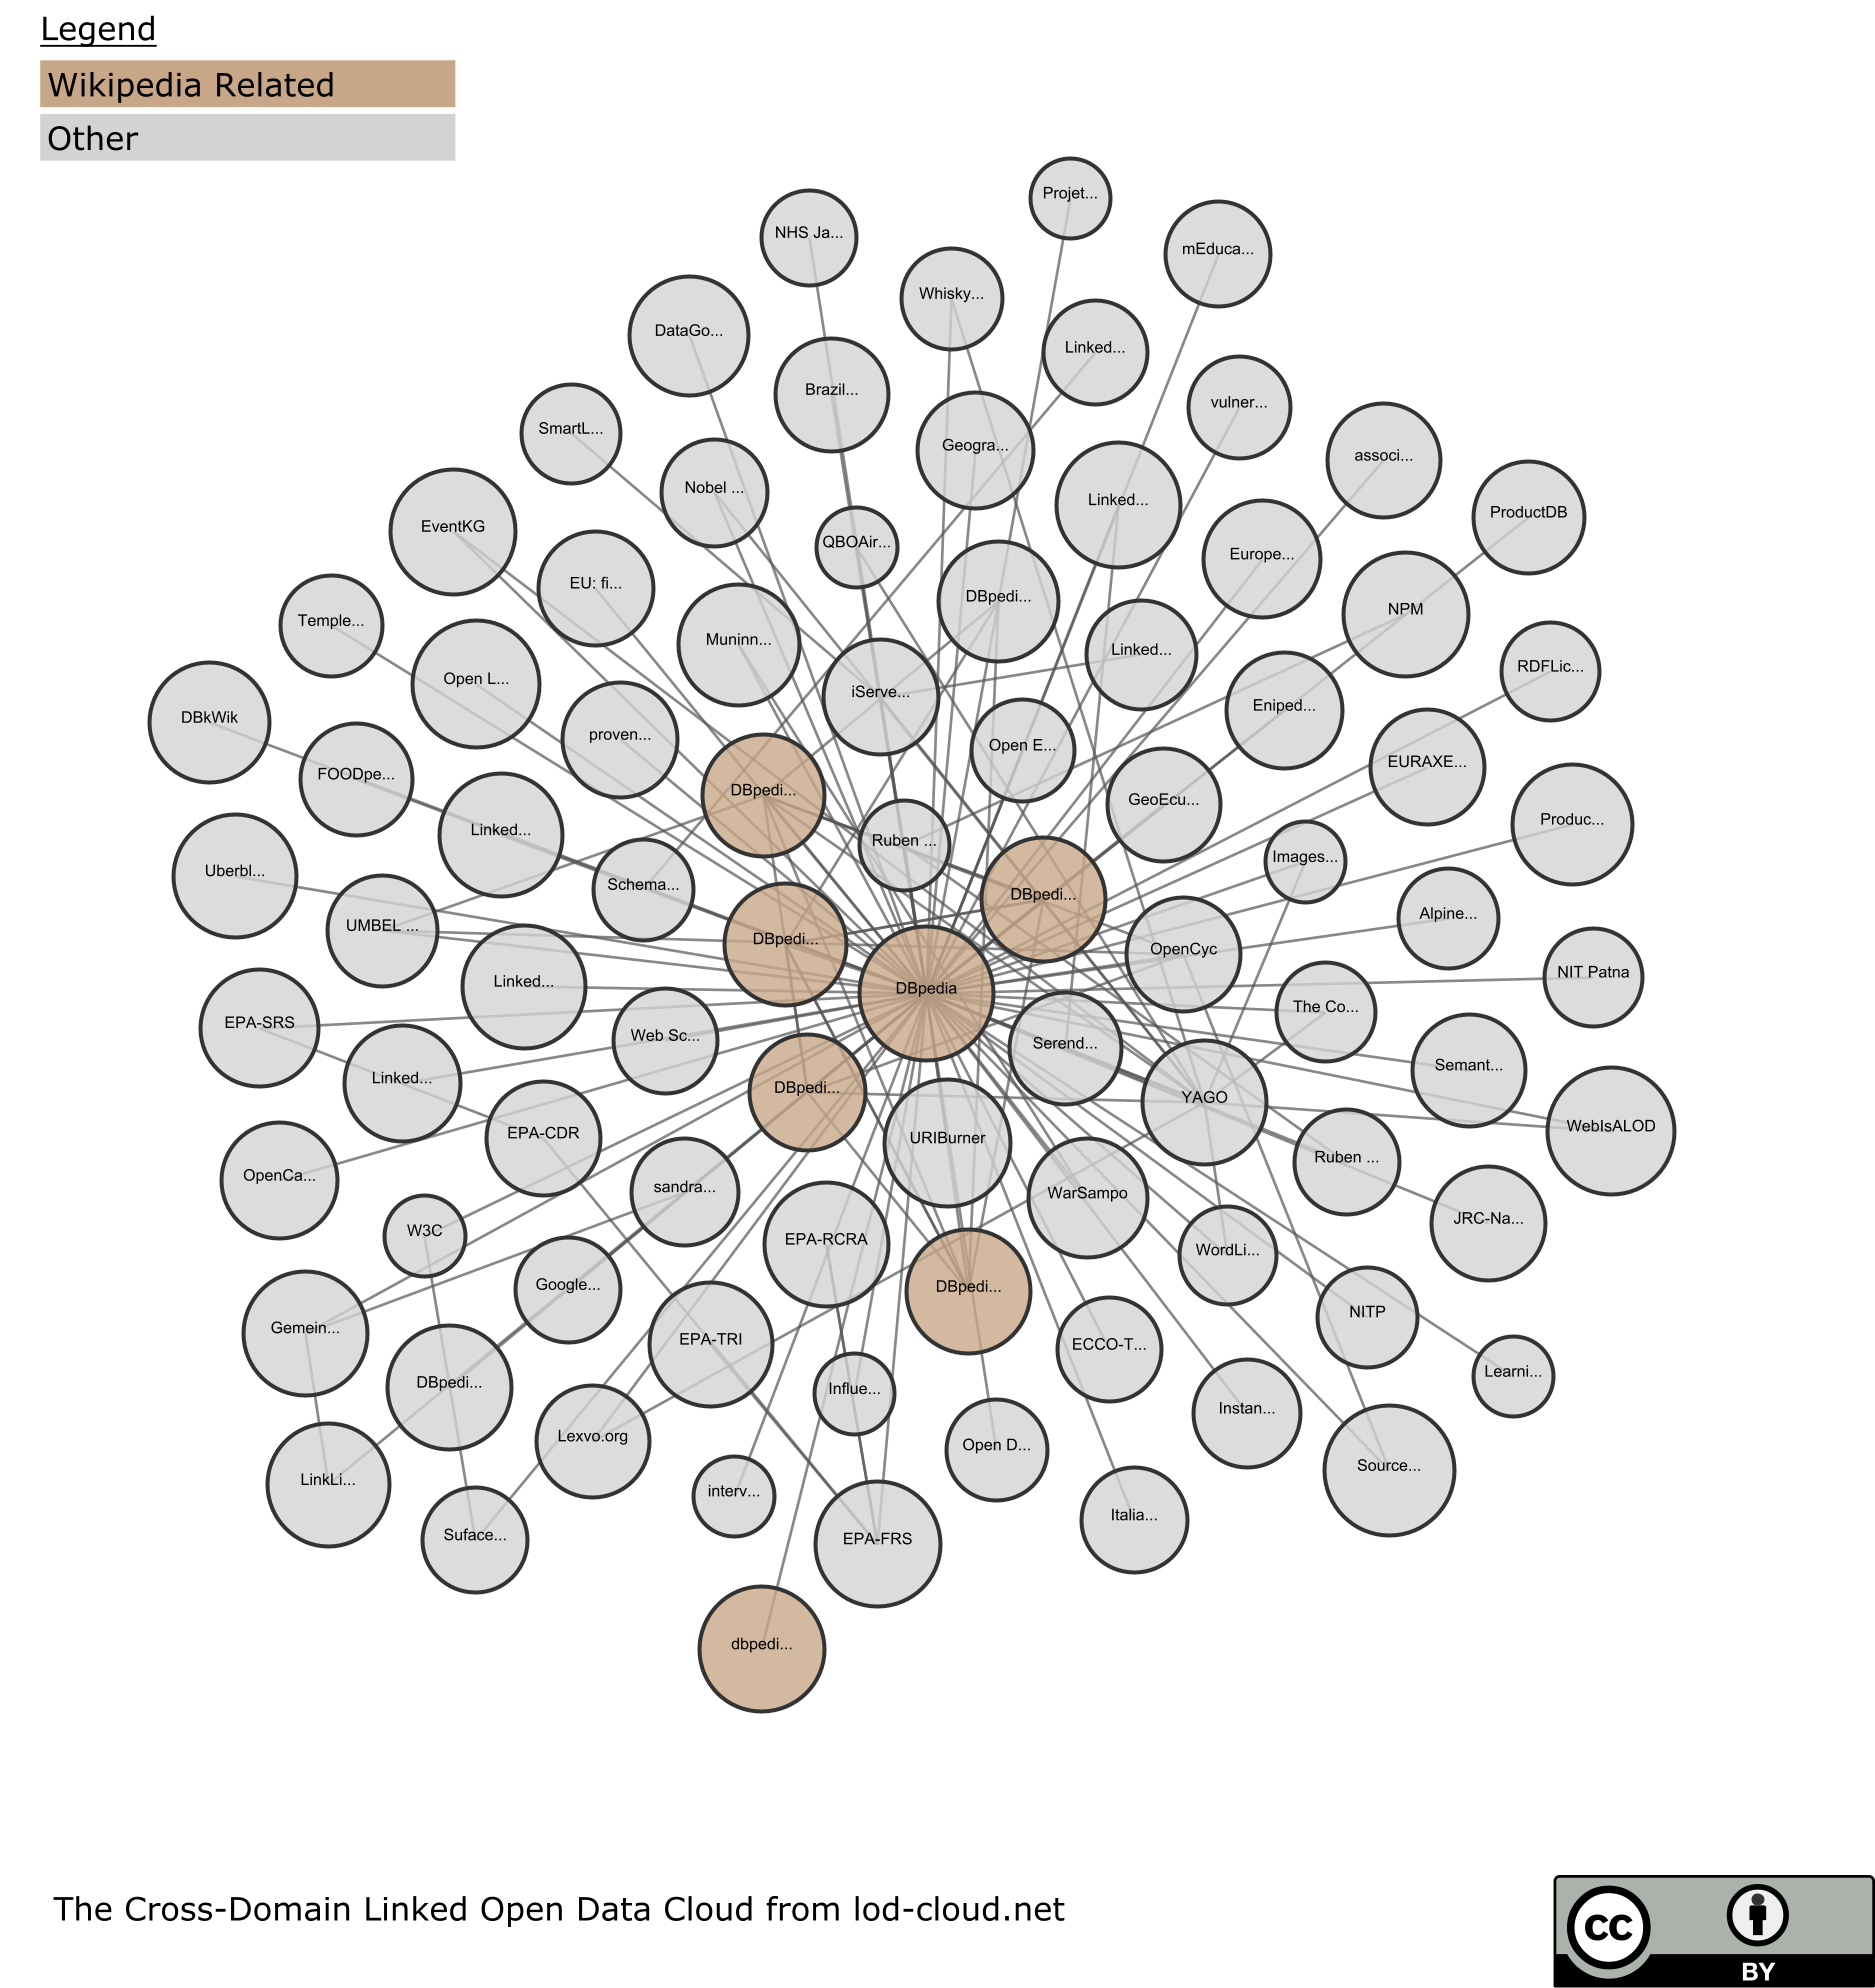 Legend
Wikipedia Related
Other
Projet...
NHS Ja...
mEduca...
Whisky...
DataGo...
Linked...
Brazil...
vulner...
SmartL...
Geogra...
associ...
Nobel ...
Linked...
ProductDB
EventKG
QBOAir...
Europe...
EU: fi...
DBpedi...
NPM
Temple...
Muninn...
Linked...
RDFLic...
Open L...
iServe...
Eniped...
DBkWik
proven...
Open E...
EURAXE...
FOODpe...
DBpedi...
GeoEcu...
Produc...
Linked...
Ruben ...
Images...
Uberbl...
Schema...
DBpedi...
Alpine...
UMBEL ...
DBpedi...
OpenCyc
NIT Patna
Linked...
DBpedia
The Co...
EPA-SRS
Web Sc...
Serend...
Semant...
Linked...
DBpedi...
YAGO
WebIsALOD
EPA-CDR
URIBurner
Ruben ...
OpenCa...
sandra...
WarSampo
JRC-Na...
W3C
EPA-RCRA
WordLi...
Google...
DBpedi...
NITP
Gemein...
EPA-TRI
ECCO-T...
Learni...
DBpedi...
Influe...
Instan...
Lexvo.org
Open D...
Source...
LinkLi...
interv...
Italia...
Suface...
EPA-FRS
dbpedi...
The Cross-Domain Linked Open Data Cloud from lod-cloud.net
cc
BY